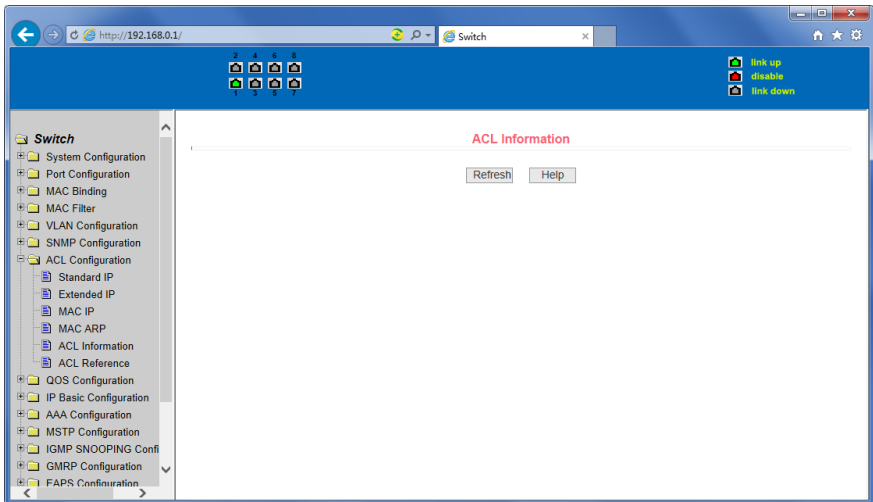 http://192.168.0.1/
Switch
2 4 6 8
1 3 5 7
link up
disable
link down
Switch
System Configuration
Port Configuration
MAC Binding
MAC Filter
VLAN Configuration
SNMP Configuration
ACL Configuration
Standard IP
Extended IP
MAC IP
MAC ARP
ACL Information
ACL Reference
QOS Configuration
IP Basic Configuration
AAA Configuration
MSTP Configuration
IGMP SNOOPING Confi
GMRP Configuration
EAPS Configuration
ACL Information
Refresh Help